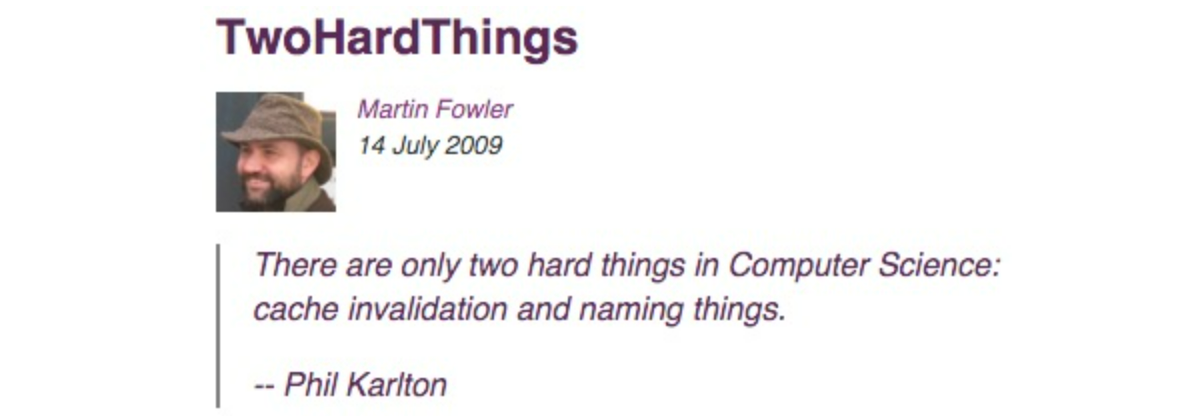 TwoHardThings
Martin Fowler
14 July 2009
There are only two hard things in Computer Science:
cache invalidation and naming things.
-- Phil Karlton